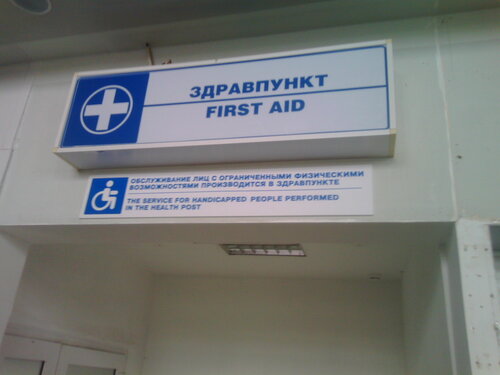 ЗДРАВПУНКТ
FIRST AID
ОБСЛУЖИВАНИЕ ЛИЦ С ОГРАНИЧЕННЫМИ ФИЗИЧЕСКИМИ
ВОЗМОЖНОСТЯМИ ПРОИЗВОДИТСЯ В ЗДРАВПУНКТЕ
THE SERVICE FOR HANDICAPPED PEOPLE PERFORMED
IN THE HEALTH POST